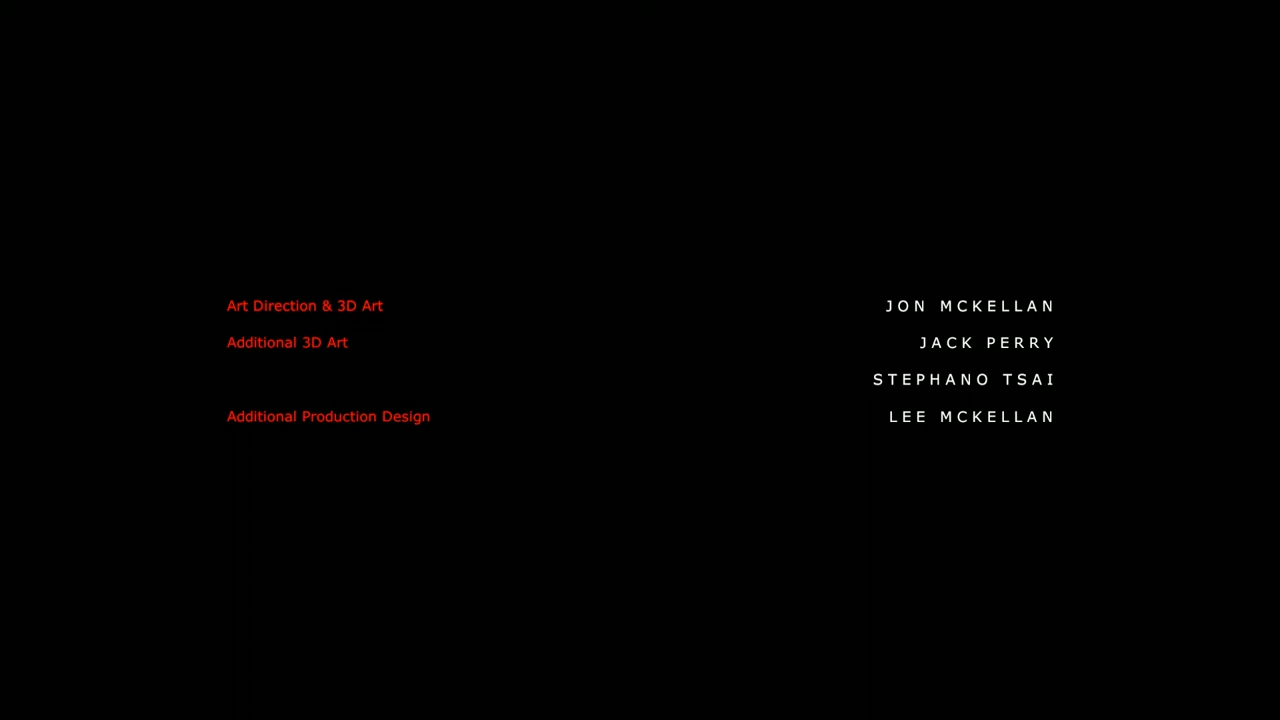 Art Direction & 3D Art JON MCKELLAN
Additional 3D Art JACK PERRY
STEPHANO TSAI
Additional Production Design LEE MCKELLAN